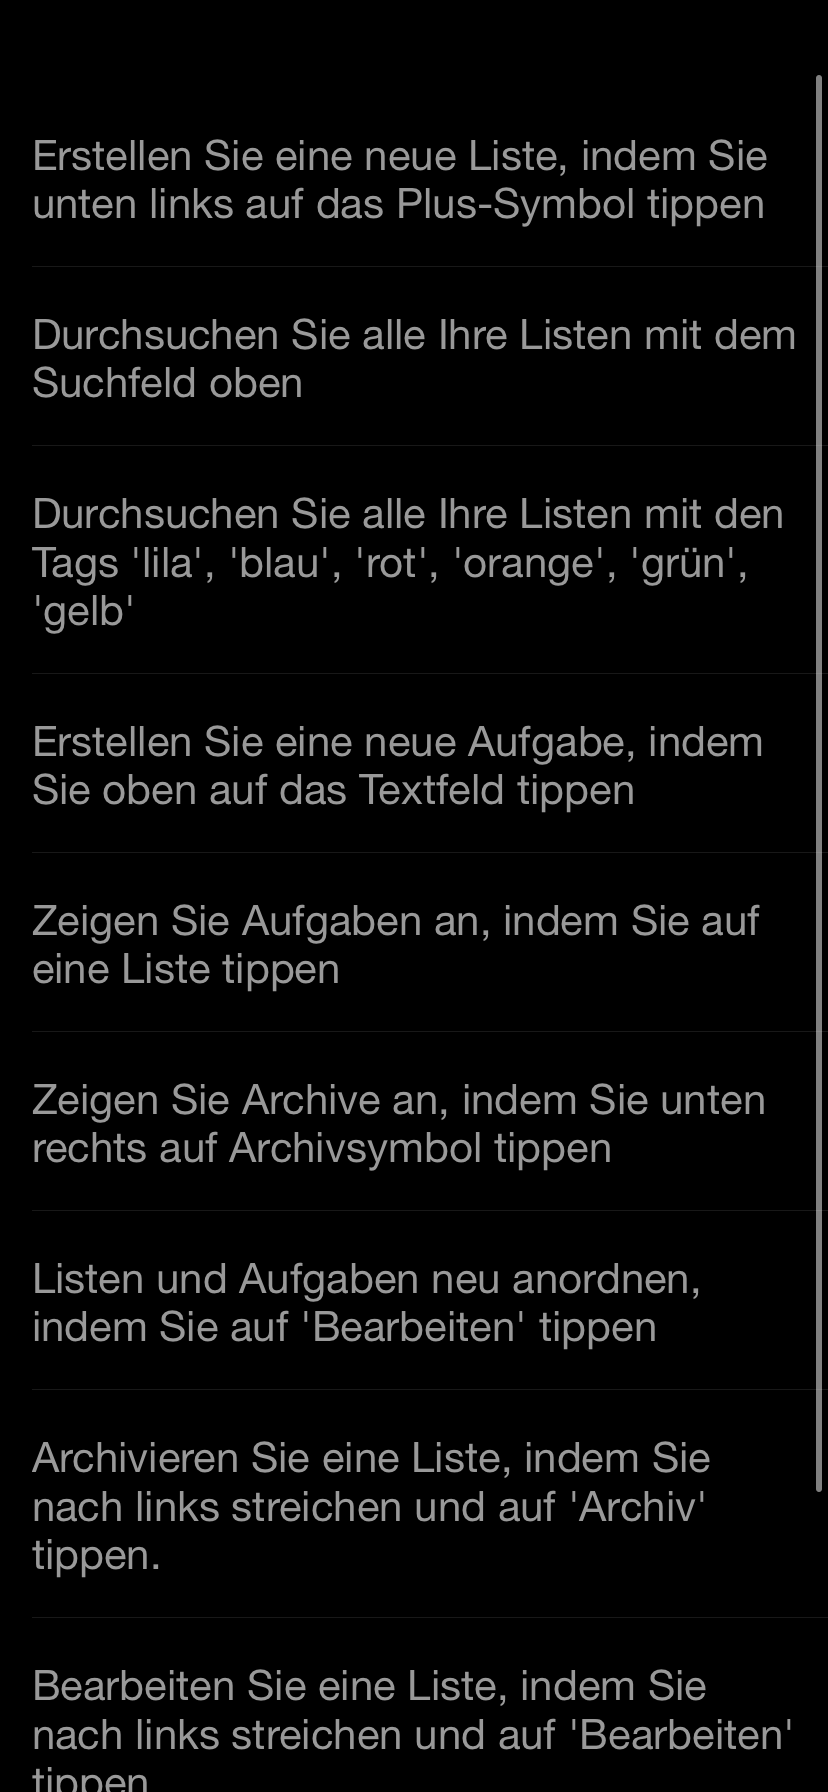 Erstellen Sie eine neue Liste, indem Sie
unten links auf das Plus-Symbol tippen
Durchsuchen Sie alle Ihre Listen mit dem
Suchfeld oben
Durchsuchen Sie alle Ihre Listen mit den
Tags 'lila', 'blau', 'rot', 'orange', 'grün',
'gelb'
Erstellen Sie eine neue Aufgabe, indem
Sie oben auf das Textfeld tippen
Zeigen Sie Aufgaben an, indem Sie auf
eine Liste tippen
Zeigen Sie Archive an, indem Sie unten
rechts auf Archivsymbol tippen
Listen und Aufgaben neu anordnen,
indem Sie auf 'Bearbeiten' tippen
Archivieren Sie eine Liste, indem Sie
nach links streichen und auf 'Archiv'
tippen.
Bearbeiten Sie eine Liste, indem Sie
nach links streichen und auf 'Bearbeiten'
tippen